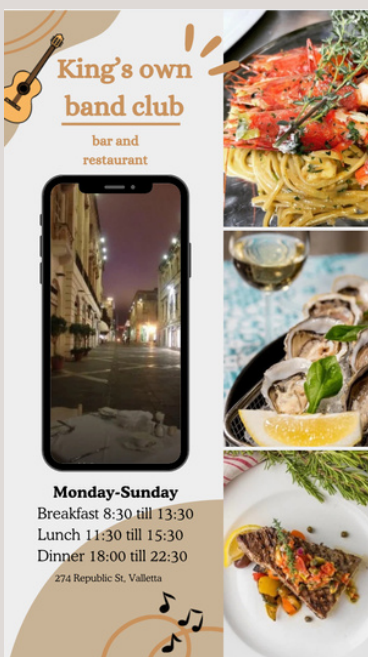 King's own
band club
bar and
restaurant
Monday-Sunday
Breakfast 8:30 till 13:30
Lunch 11:30 till 15:30
Dinner 18:00 till 22:30
274 Republic St, Valletta